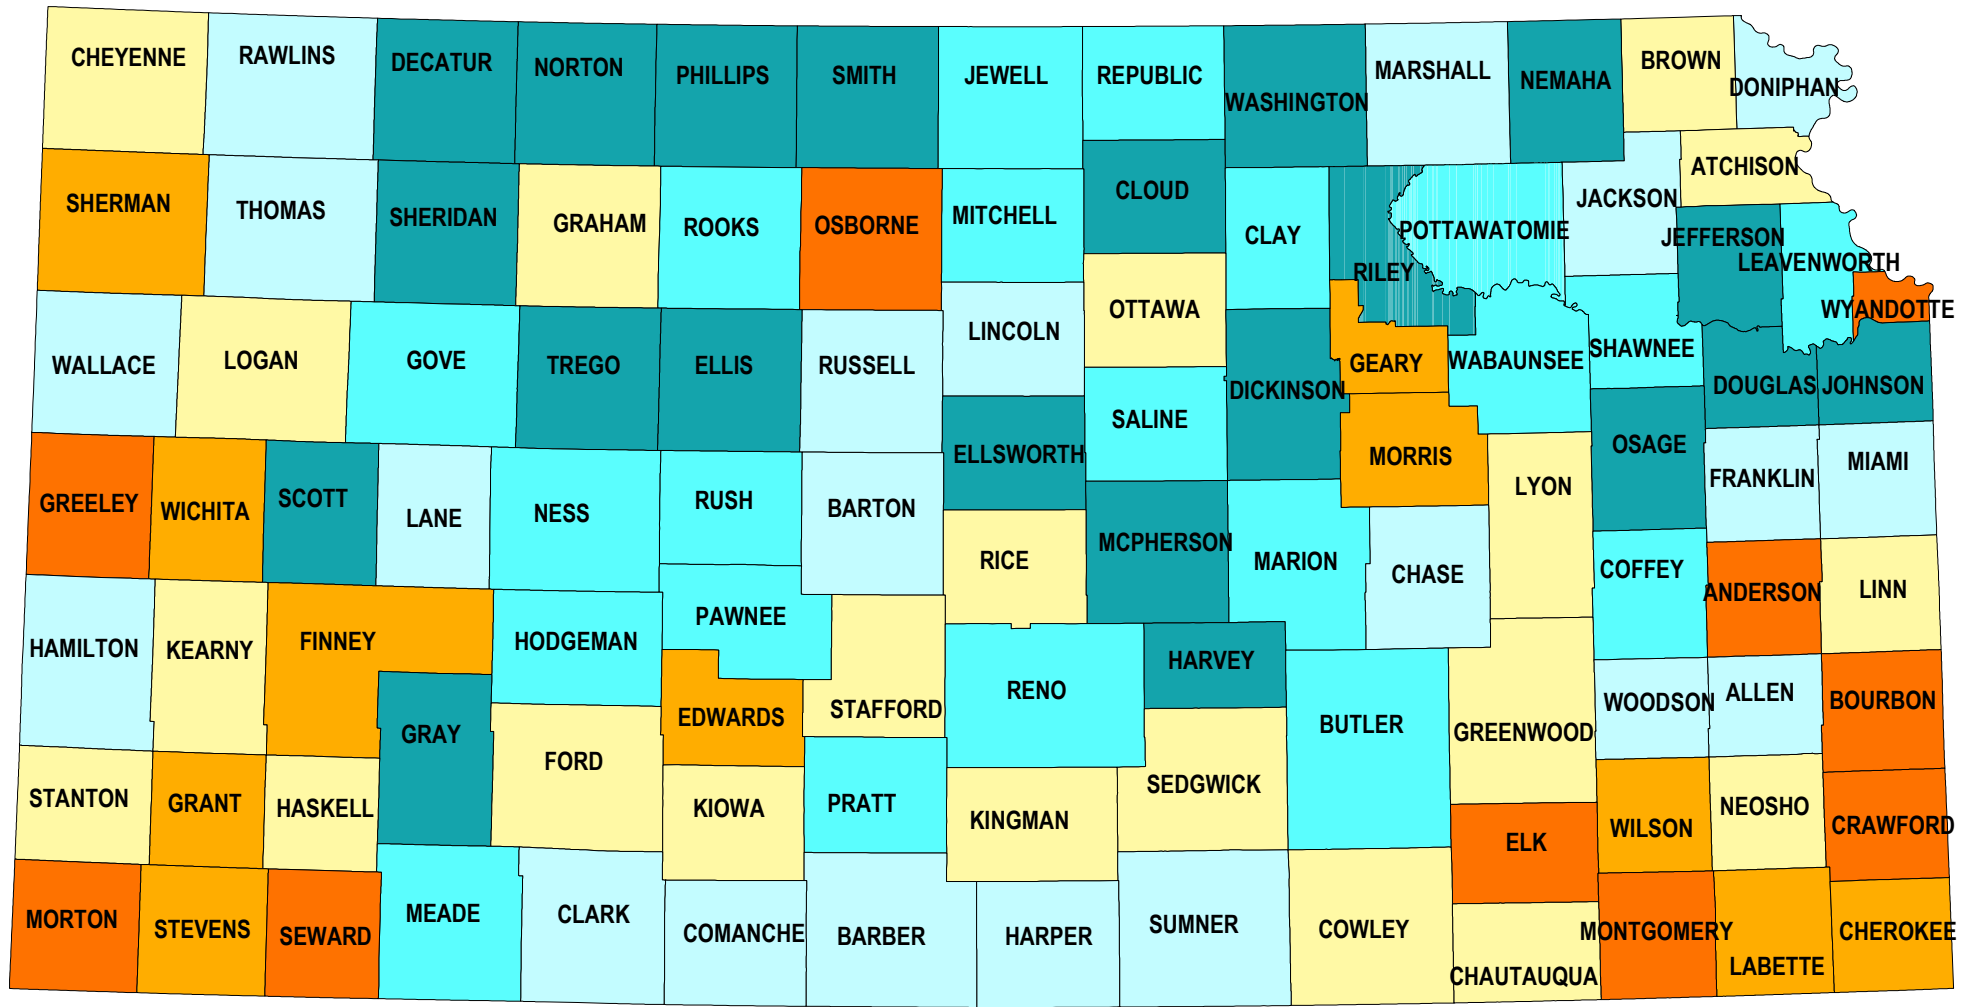 CHEYENNE
RAWLINS
DECATUR
NORTON
PHILLIPS
SMITH
JEWELL
REPUBLIC
WASHINGTON
MARSHALL
NEMAHA
BROWN
DONIPHAN
SHERMAN
THOMAS
SHERIDAN
GRAHAM
ROOKS
OSBORNE
MITCHELL
CLOUD
CLAY
RILEY
POTTAWATOMIE
JACKSON
ATCHISON
JEFFERSON
LEAVENWORTH
WYANDOTTE
WALLACE
LOGAN
GOVE
TREGO
ELLIS
RUSSELL
LINCOLN
OTTAWA
SALINE
DICKINSON
GEARY
WABAUNSEE
SHAWNEE
DOUGLAS
JOHNSON
GREELEY
WICHITA
SCOTT
LANE
NESS
RUSH
BARTON
ELLSWORTH
RICE
MCPHERSON
MARION
MORRIS
CHASE
LYON
OSAGE
COFFEY
FRANKLIN
MIAMI
ANDERSON
LINN
HAMILTON
KEARNY
FINNEY
GRAY
HODGEMAN
PAWNEE
EDWARDS
STAFFORD
RENO
HARVEY
BUTLER
GREENWOOD
WOODSON
ALLEN
BOURBON
STANTON
GRANT
HASKELL
FORD
KIOWA
PRATT
KINGMAN
SEDGWICK
ELK
WILSON
NEOSHO
CRAWFORD
MORTON
STEVENS
SEWARD
MEADE
CLARK
COMANCHE
BARBER
HARPER
SUMNER
COWLEY
CHAUTAUQUA
MONTGOMERY
LABETTE
CHEROKEE